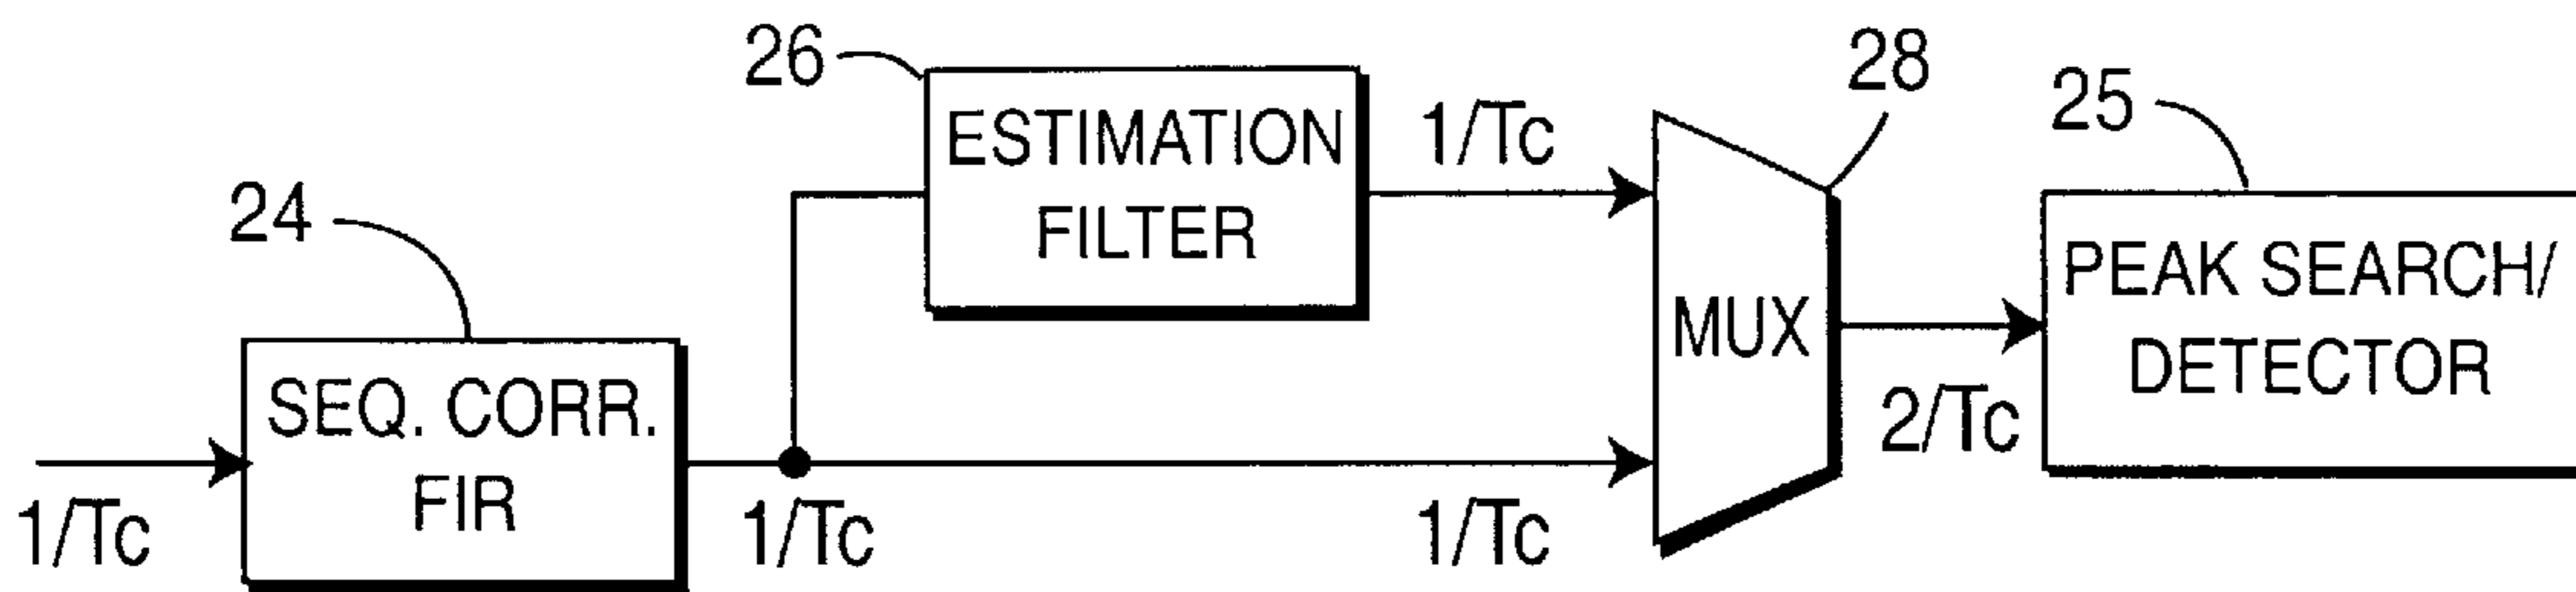 26
ESTIMATION
FILTER
1/Tc
28
25
24
MUX
PEAK SEARCH/
DETECTOR
2/Tc
SEQ. CORR.
FIR
1/Tc
1/Tc
1/Tc